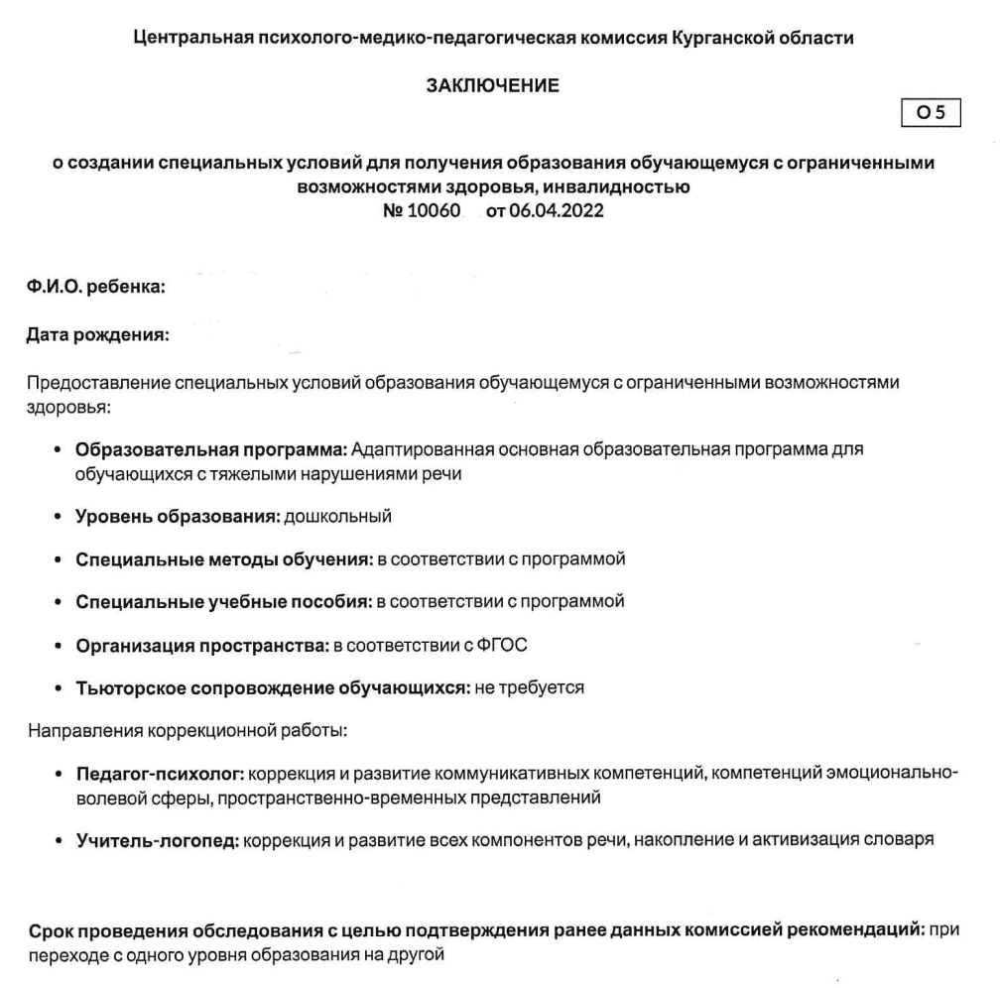 Центральная психолого-медико-педагогическая комиссия Курганской области
ЗАКЛЮЧЕНИЕ
О 5
о создании специальных условий для получения образования обучающемуся с ограниченными
возможностями здоровья, инвалидностью
№ 10060 от 06.04.2022
Ф.И.О. ребенка:
Дата рождения:
Предоставление специальных условий образования обучающемуся с ограниченными возможностями
здоровья:
• Образовательная программа: Адаптированная основная образовательная программа для
обучающихся с тяжелыми нарушениями речи
• Уровень образования: дошкольный
• Специальные методы обучения: в соответствии с программой
• Специальные учебные пособия: в соответствии с программой
• Организация пространства: в соответствии с ФГОС
• Тьюторское сопровождение обучающихся: не требуется
Направления коррекционной работы:
• Педагог-психолог: коррекция и развитие коммуникативных компетенций, компетенций эмоционально-
волевой сферы, пространственно-временных представлений
• Учитель-логопед: коррекция и развитие всех компонентов речи, накопление и активизация словаря
Срок проведения обследования с целью подтверждения ранее данных комиссией рекомендаций: при
переходе с одного уровня образования на другой